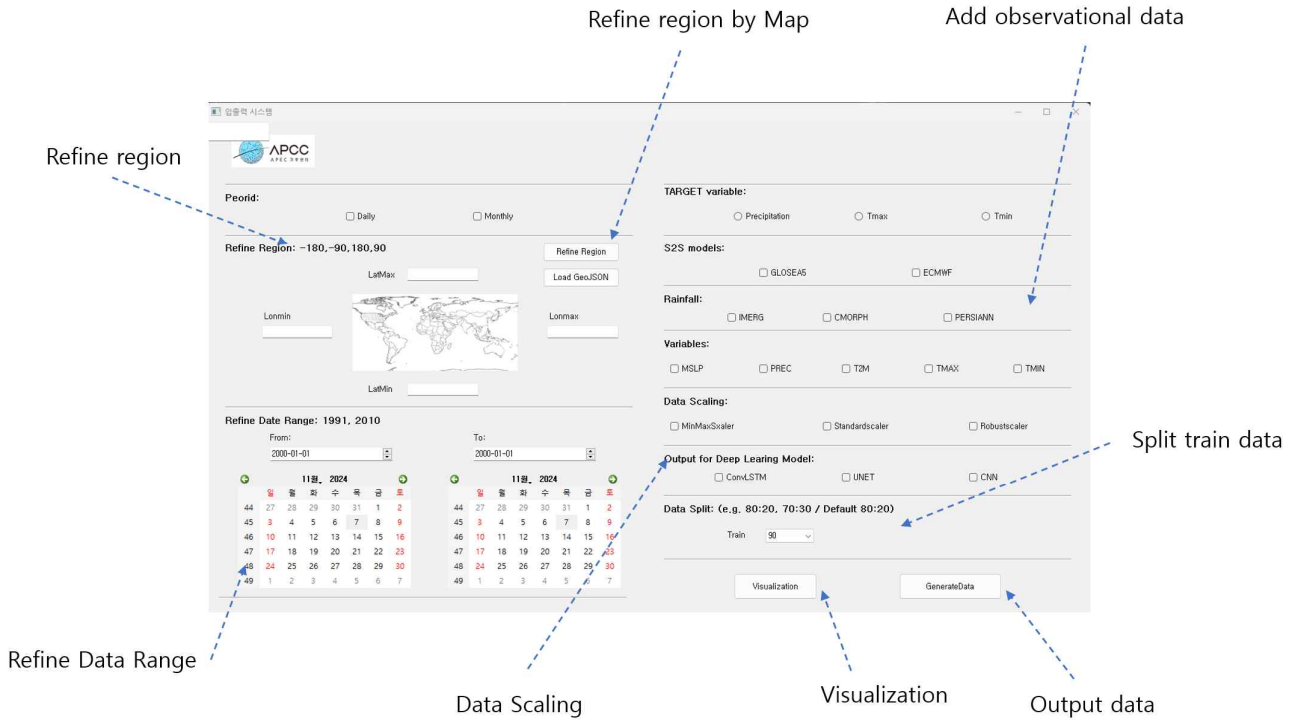 Refine region by Map
Add observational data
Refine region
입출력 시스템
APCC
Peorid:
Daily
Monthly
Refine Region: -180,-90,180,90
Refine Region
LatMax
Load GeoJSON
Lonmin
Lonmax
LatMin
Refine Date Range: 1991, 2010
From:
To:
2000-01-01
2000-01-01
11월, 2024
11월, 2024
일 월 화 수 목 금 토
일 월 화 수 목 금 토
44 27 28 29 30 31 1 2
44 27 28 29 30 31 1 2
45 3 4 5 6 7 8 9
45 3 4 5 6 7 8 9
46 10 11 12 13 14 15 16
46 10 11 12 13 14 15 16
47 17 18 19 20 21 22 23
47 17 18 19 20 21 22 23
48 24 25 26 27 28 29 30
48 24 25 26 27 28 29 30
49 1 2 3 4 5 6 7
49 1 2 3 4 5 6 7
TARGET variable:
Precipitation
Tmax
Tmin
S2S models:
GLOSEA5
ECMWF
Rainfall:
IMERG
CMORPH
PERSIANN
Variables:
MSLP
PREC
T2M
TMAX
TMIN
Data Scaling:
MinMaxSxaler
Standardscaler
Robustscaler
Output for Deep Learing Model:
ConvLSTM
UNET
CNN
Data Split: (e.g. 80:20, 70:30 / Default 80:20)
Train
90
Visualization
GenerateData
Split train data
Refine Data Range
Data Scaling
Visualization
Output data